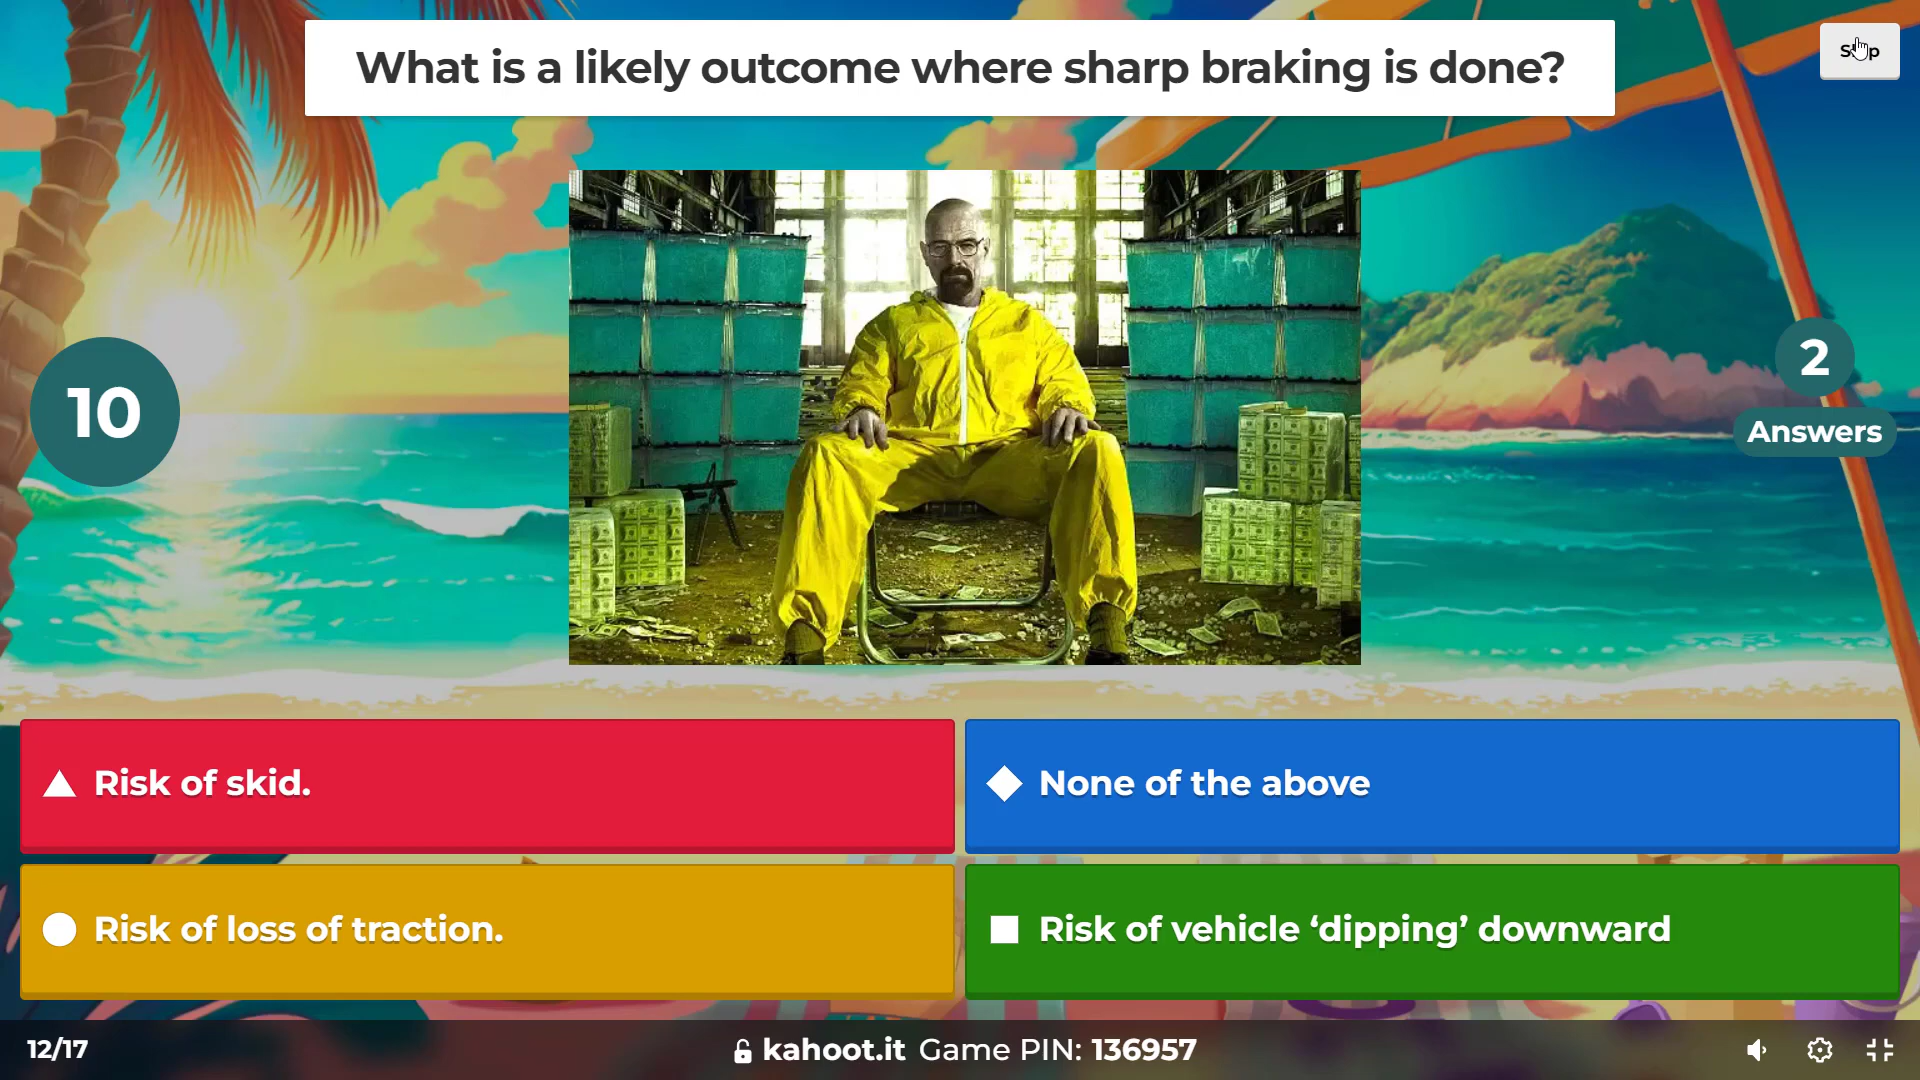 What is a likely outcome where sharp braking is done?
10
2
Answers
Risk of skid.
None of the above
Risk of loss of traction.
Risk of vehicle ‘dipping’ downward
12/17
kahoot.it Game PIN: 136957